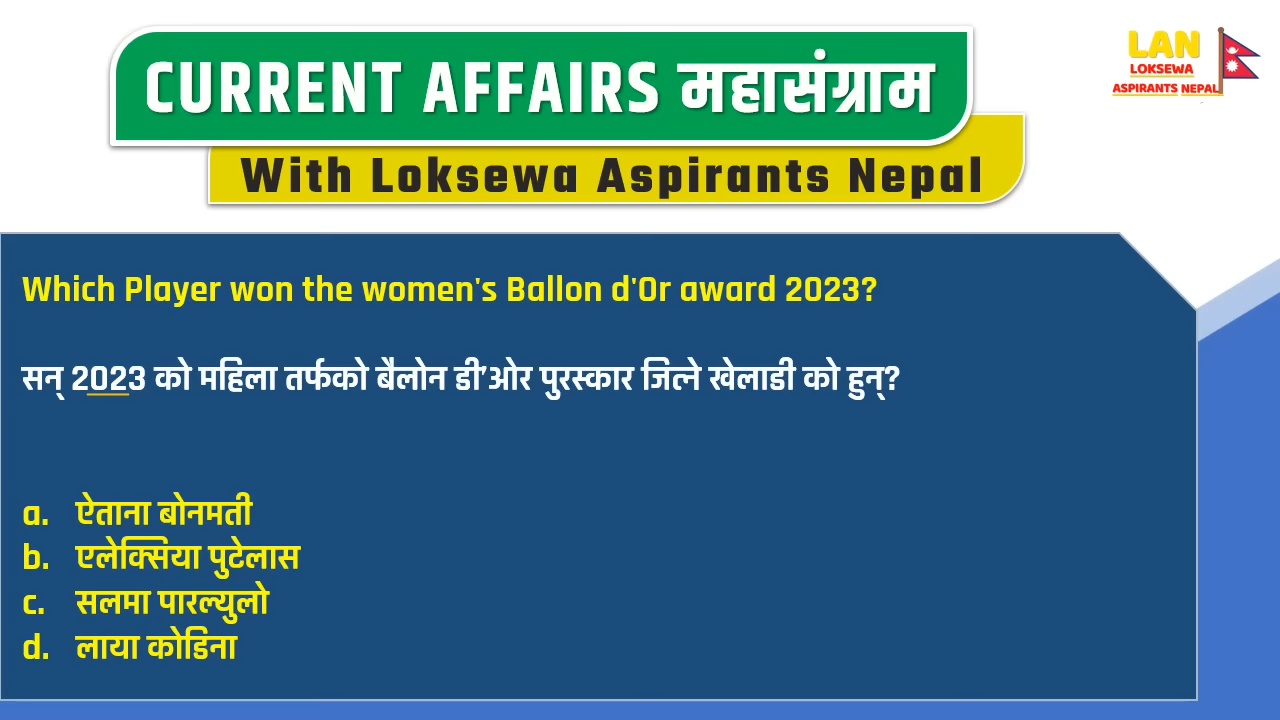 CURRENT AFFAIRS महासंग्राम
With Loksewa Aspirants Nepal
LAN
LOKSEWA
ASPIRANTS NEPAL
Which Player won the women's Ballon d'Or award 2023?
सन् 2023 को महिला तर्फको बैलोन डी'ओर पुरस्कार जित्ने खेलाडी को हुन्?
a. ऐताना बोनमती
b. एलेक्सिया पुटेलास
c. सलमा पारल्युलो
d. लाया कोडिना